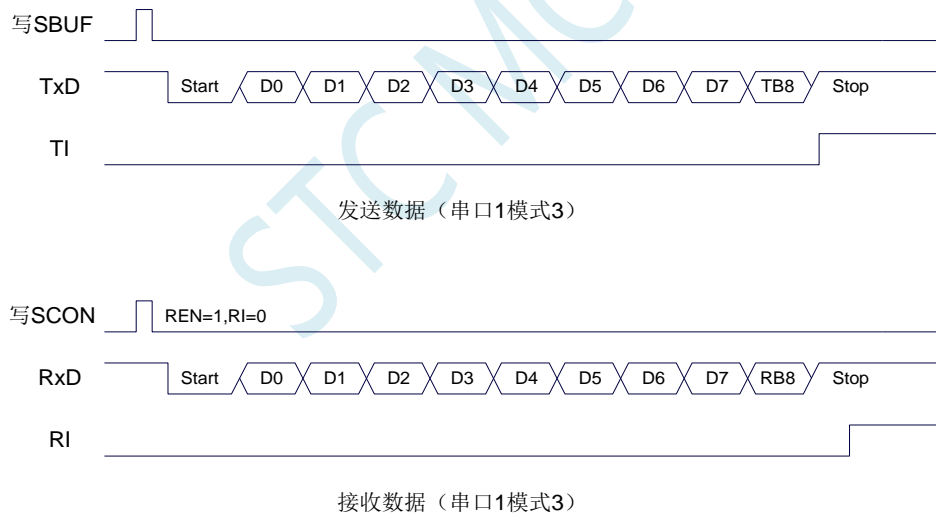 写SBUF
TxD Start D0 D1 D2 D3 D4 D5 D6 D7 TB8 Stop
TI
发送数据（串口1模式3）
写SCON REN=1,RI=0
RxD Start D0 D1 D2 D3 D4 D5 D6 D7 RB8 Stop
RI
接收数据（串口1模式3）
STC MC